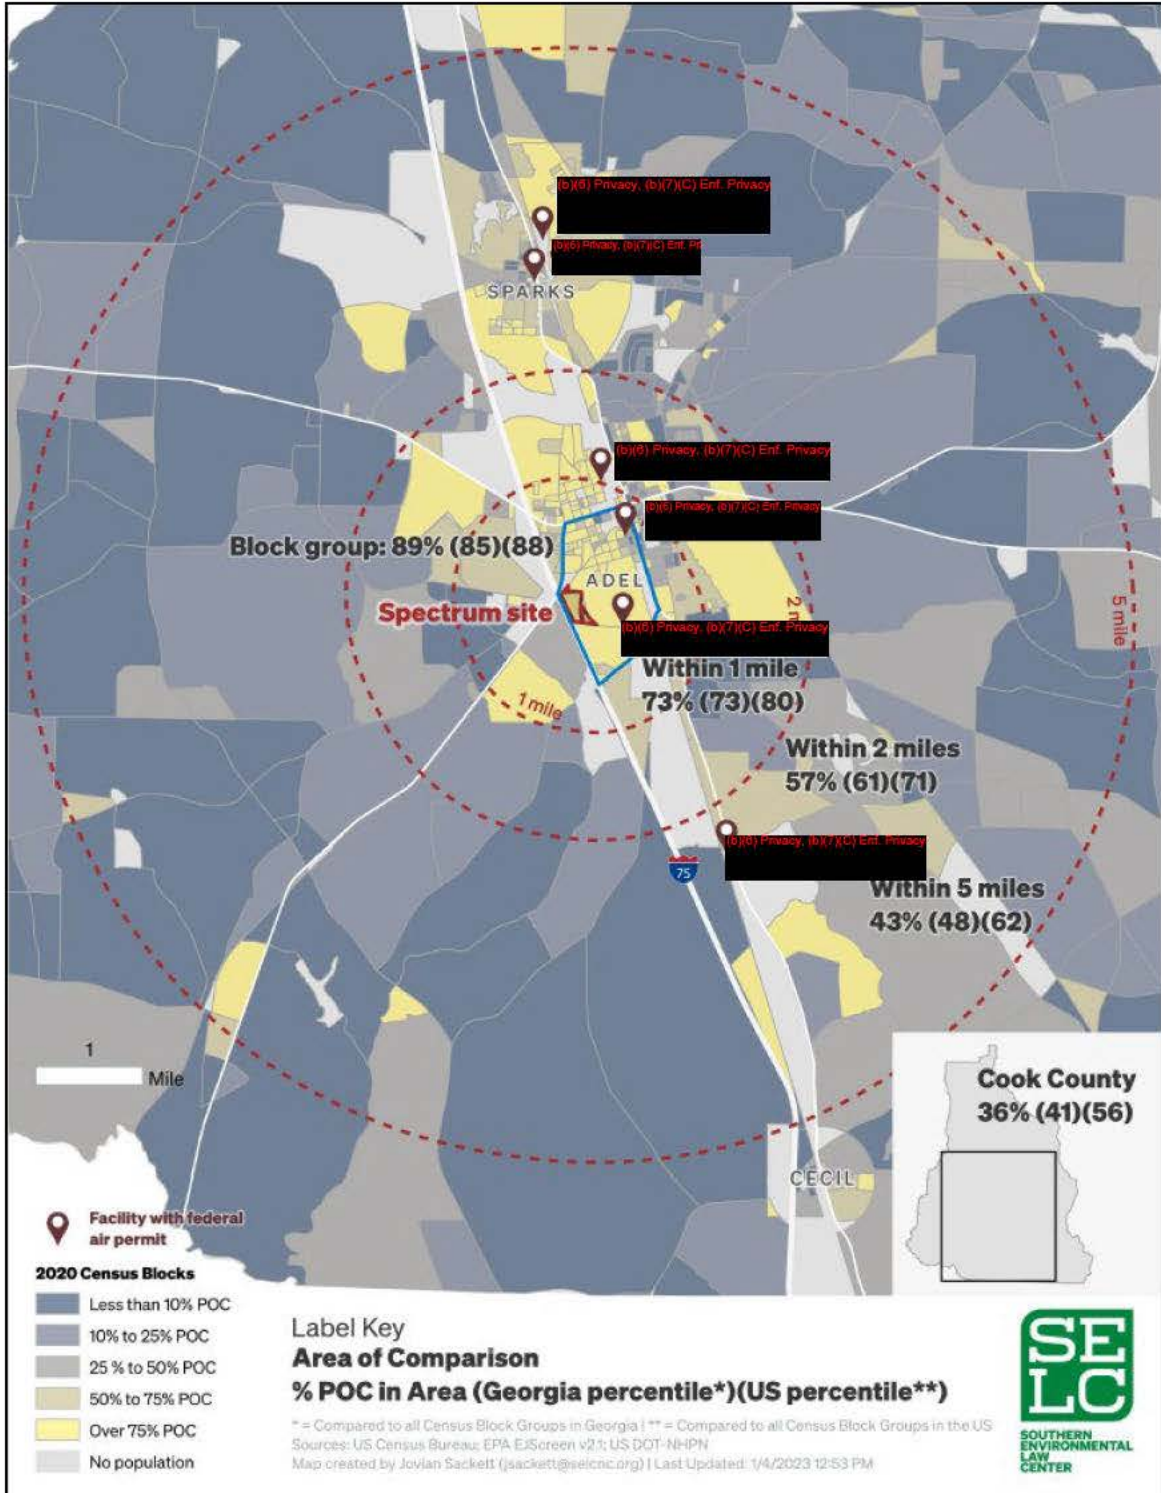 (b)(6) Privacy, (b)(7)(C) Enf. Privacy
(b)(6) Privacy, (b)(7)(C) Enf. Pri
SPARKS
(b)(6) Privacy, (b)(7)(C) Enf. Privacy
(b)(6) Privacy, (b)(7)(C) Enf. Privacy
Block group: 89% (85)(88)
ADEL
Spectrum site
2 m
5 mile
(b)(6) Privacy, (b)(7)(C) Enf. Privacy
Within 1 mile
73% (73)(80)
1 mile
Within 2 miles
57% (61)(71)
(b)(6) Privacy, (b)(7)(C) Enf. Privacy
75
Within 5 miles
43% (48)(62)
1
Mile
Cook County
36% (41)(56)
CECIL
Facility with federal
air permit
2020 Census Blocks
Less than 10% POC
10% to 25% POC
25 % to 50% POC
50% to 75% POC
Over 75% POC
No population
Label Key
Area of Comparison
% POC in Area (Georgia percentile*)(US percentile**)
* = Compared to all Census Block Groups in Georgia | ** = Compared to all Census Block Groups in the US
Sources: US Census Bureau; EPA EJScreen v2.1; US DOT-NHPN
Map created by Jovian Sackett (jsackett@selcnc.org) | Last Updated: 1/4/2023 12:53 PM
SE
LC
SOUTHERN
ENVIRONMENTAL
LAW
CENTER